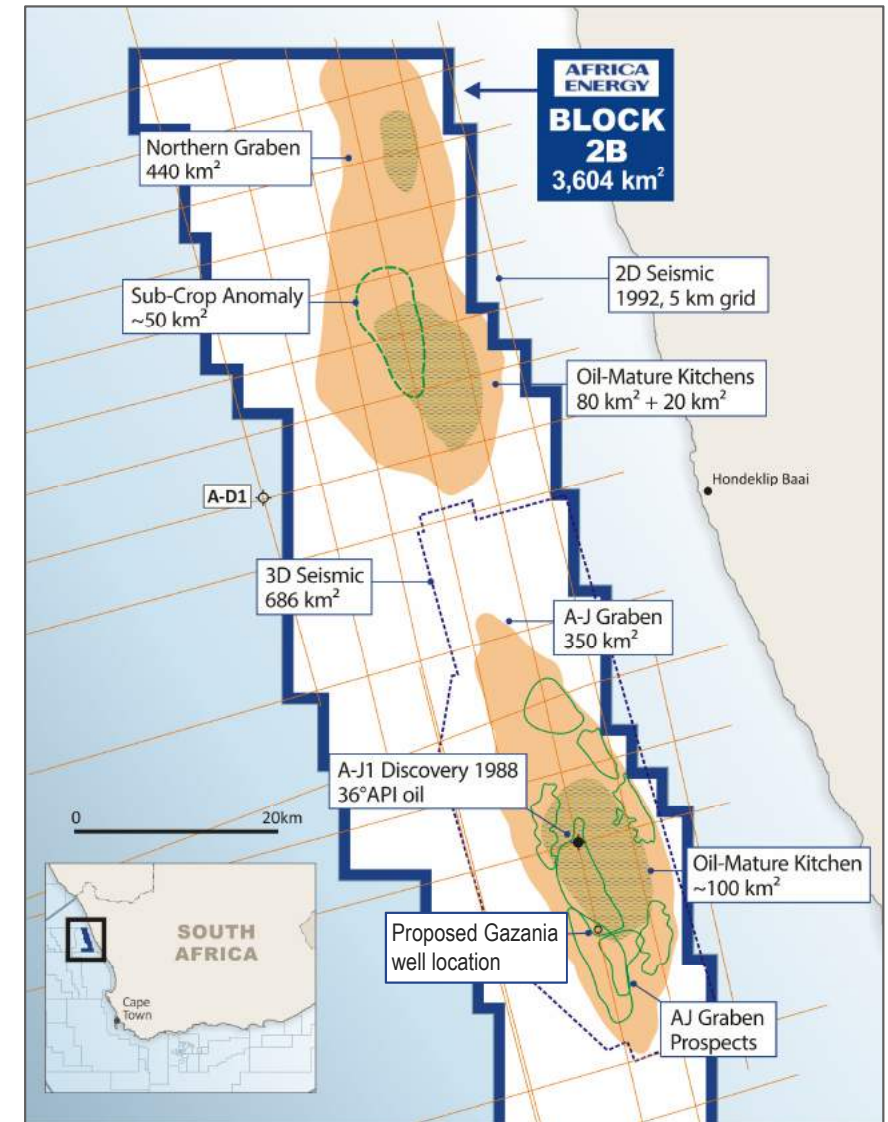 AFRICA
ENERGY
BLOCK
2B
3,604 km²
Northern Graben
440 km²
2D Seismic
1992, 5 km grid
Sub-Crop Anomaly
~50 km²
Oil-Mature Kitchens
80 km² + 20 km²
Hondeklip Baai
A-D1
3D Seismic
686 km²
A-J Graben
350 km²
A-J1 Discovery 1988
36°API oil
0 20km
Oil-Mature Kitchen
~100 km²
SOUTH
AFRICA
Proposed Gazania
well location
Cape
Town
AJ Graben
Prospects